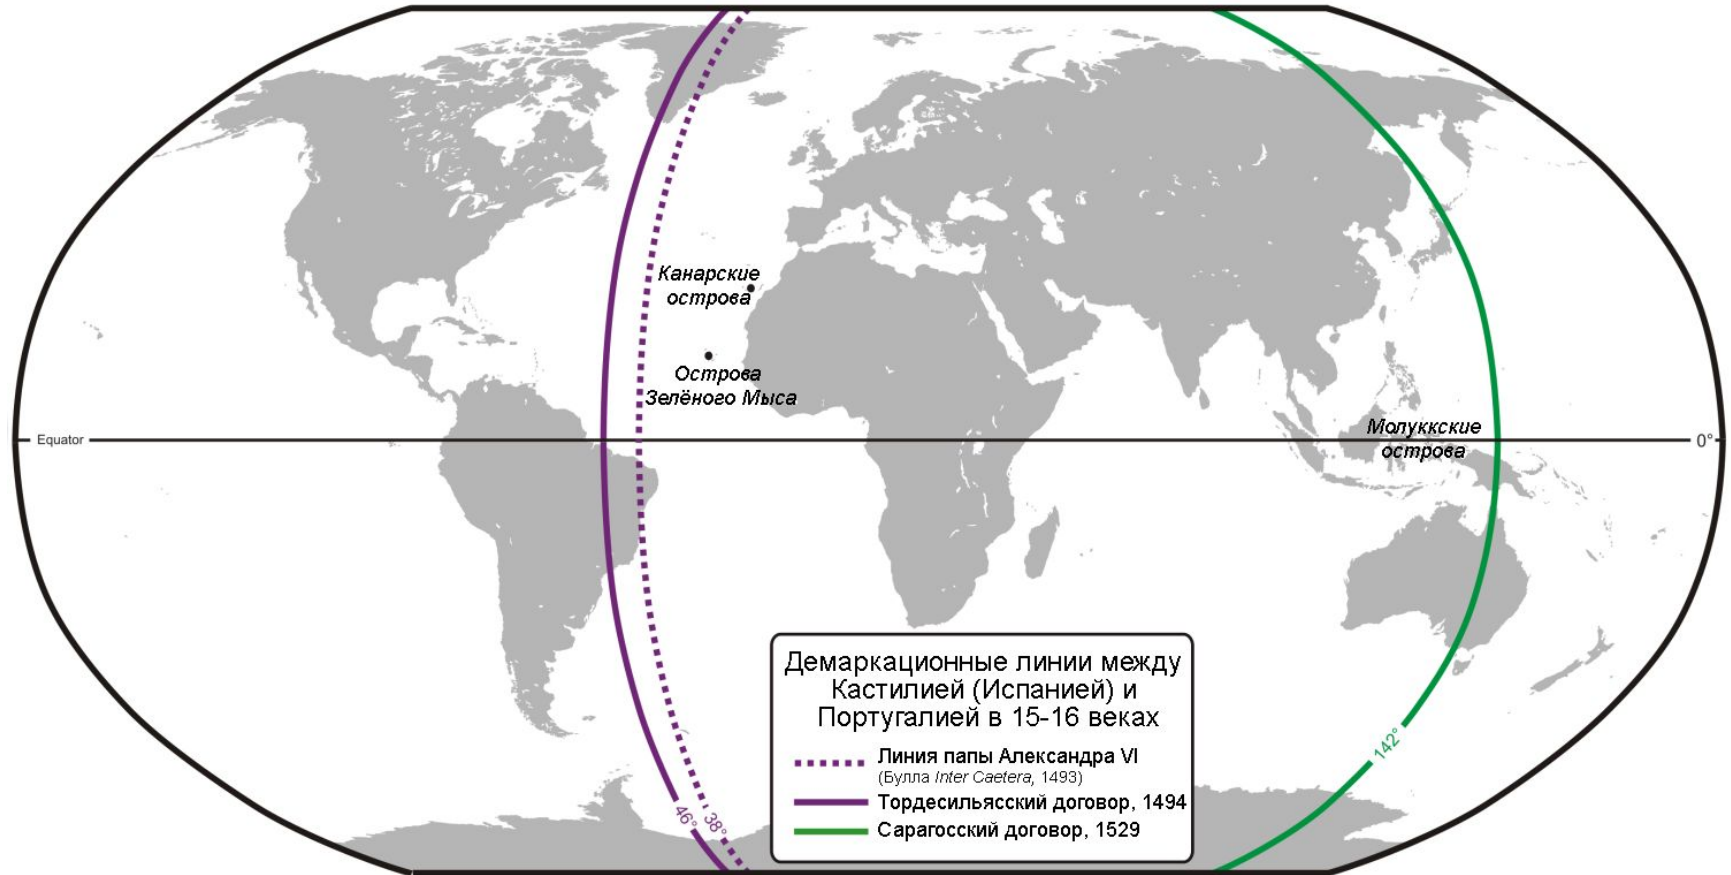 Канарские
острова
Острова
Зелёного Мыса
Equator
Молуккские
острова
0°
142°
46°
38°
Демаркационные линии между
Кастилией (Испанией) и
Португалией в 15-16 веках
Линия папы Александра VI
(Булла Inter Caetera, 1493)
Тордесильясский договор, 1494
Сарагосский договор, 1529